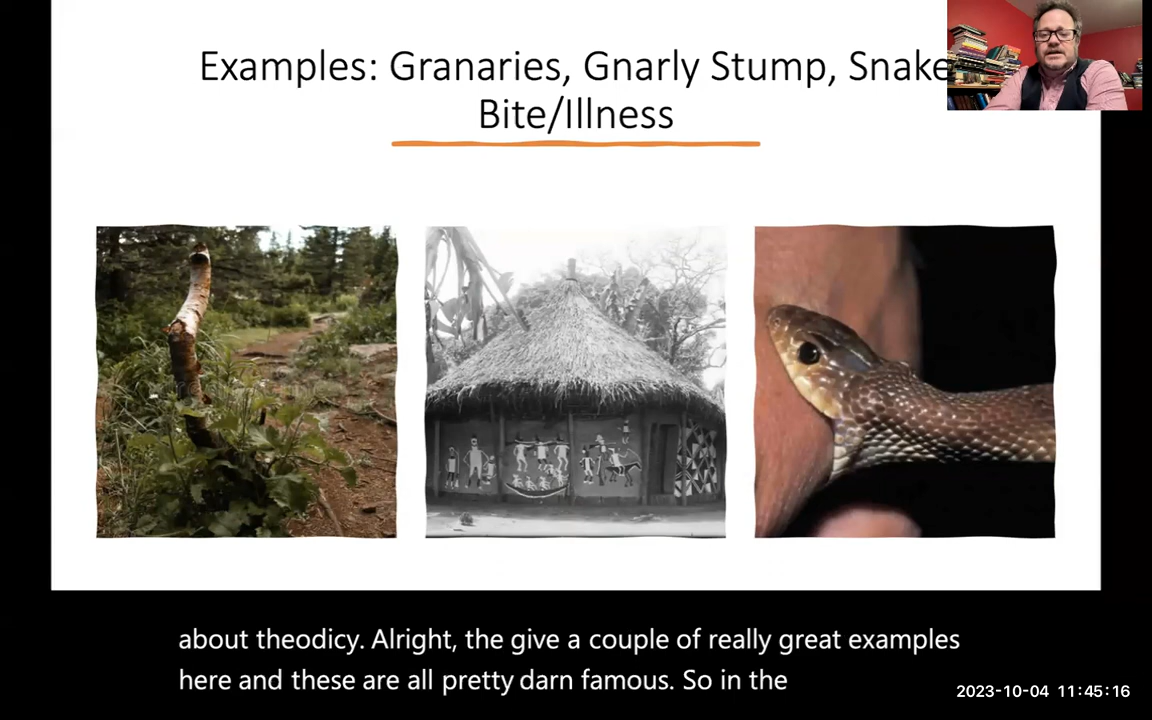 Examples: Granaries, Gnarly Stump, Snake
Bite/Illness
about theodicy. Alright, the give a couple of really great examples
here and these are all pretty darn famous. So in the
2023-10-04 11:45:16